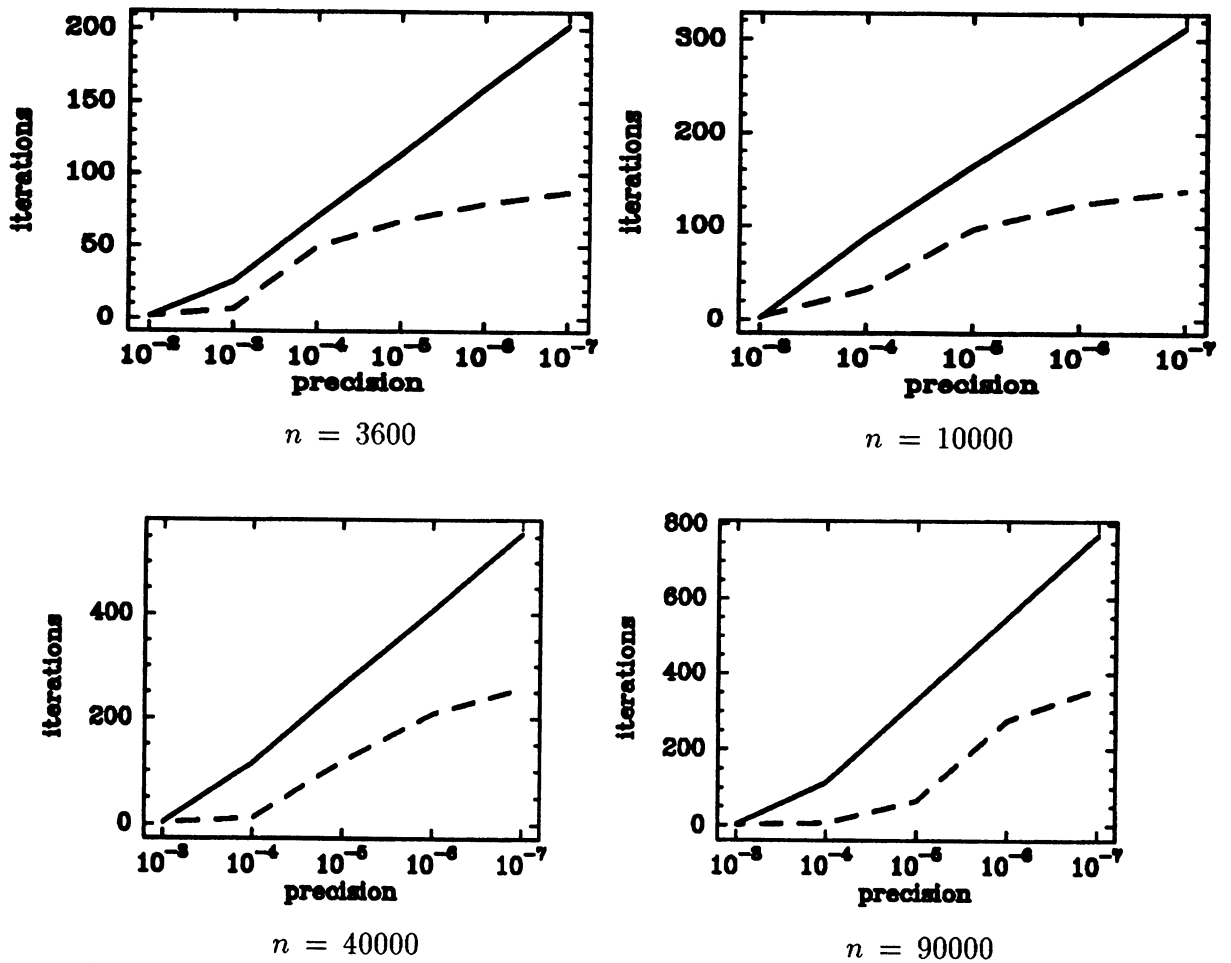 200
150
100
50
0
iterations
10⁻² 10⁻³ 10⁻⁴ 10⁻⁵ 10⁻⁶ 10⁻⁷
precision
n = 3600
300
200
100
0
iterations
10⁻³ 10⁻⁴ 10⁻⁵ 10⁻⁶ 10⁻⁷
precision
n = 10000
400
200
0
iterations
10⁻³ 10⁻⁴ 10⁻⁵ 10⁻⁶ 10⁻⁷
precision
n = 40000
800
600
400
200
0
iterations
10⁻³ 10⁻⁴ 10⁻⁵ 10⁻⁶ 10⁻⁷
precision
n = 90000